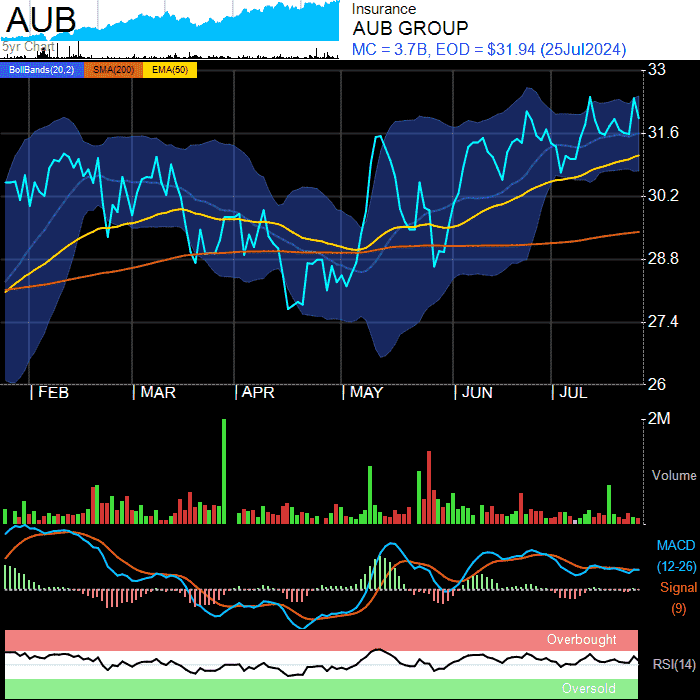 AUB
5yr Chart
Insurance
AUB GROUP
MC = 3.7B, EOD = $31.94 (25Jul2024)
BollBands(20,2) SMA(200) EMA(50)
33
31.6
30.2
28.8
27.4
26
FEB MAR APR MAY JUN JUL
2M
Volume
MACD
(12-26)
Signal
(9)
Overbought
RSI(14)
Oversold